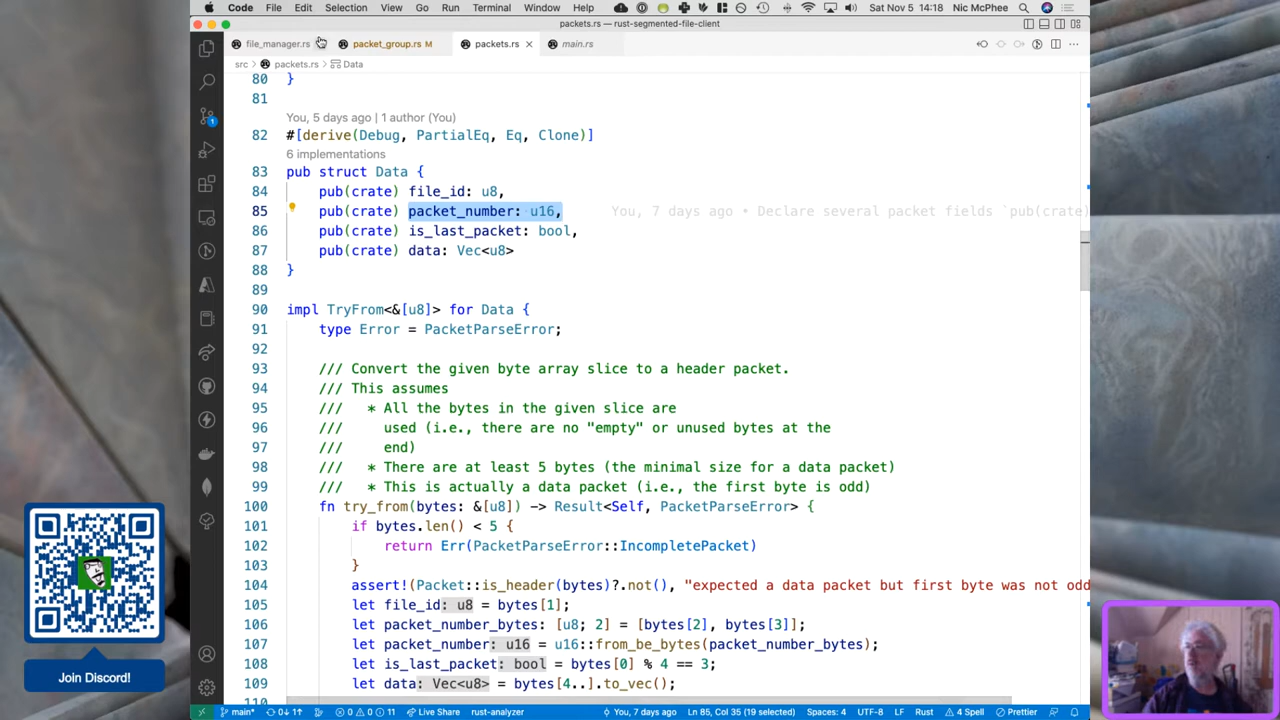 Code File Edit Selection View Go Run Terminal Window Help Sat Nov 5 14:18 Nic McPhee
packets.rs — rust-segmented-file-client
file_manager.rs packet_group.rs M packets.rs × main.rs
src > packets.rs > Data
80 }
81
You, 5 days ago | 1 author (You)
82 #[derive(Debug, PartialEq, Eq, Clone)]
6 implementations
83 pub struct Data {
84 pub(crate) file_id: u8,
85 pub(crate) packet_number: u16, You, 7 days ago • Declare several packet fields `pub(crate)
86 pub(crate) is_last_packet: bool,
87 pub(crate) data: Vec<u8>
88 }
89
90 impl TryFrom<&[u8]> for Data {
91 type Error = PacketParseError;
92
93 /// Convert the given byte array slice to a header packet.
94 /// This assumes
95 /// * All the bytes in the given slice are
96 /// used (i.e., there are no "empty" or unused bytes at the
97 /// end)
98 /// * There are at least 5 bytes (the minimal size for a data packet)
99 /// * This is actually a data packet (i.e., the first byte is odd)
100 fn try_from(bytes: &[u8]) -> Result<Self, PacketParseError> {
101 if bytes.len() < 5 {
102 return Err(PacketParseError::IncompletePacket)
103 }
104 assert!(Packet::is_header(bytes)?.not(), "expected a data packet but first byte was not odd
105 let file_id: u8 = bytes[1];
106 let packet_number_bytes: [u8; 2] = [bytes[2], bytes[3]];
107 let packet_number: u16 = u16::from_be_bytes(packet_number_bytes);
108 let is_last_packet: bool = bytes[0] % 4 == 3;
109 let data: Vec<u8> = bytes[4..].to_vec();
110
Join Discord!
main* 0↓ 1↑ 0 0 11 Live Share rust-analyzer You, 7 days ago Ln 85, Col 35 (19 selected) Spaces: 4 UTF-8 LF Rust 4 Spell Prettier